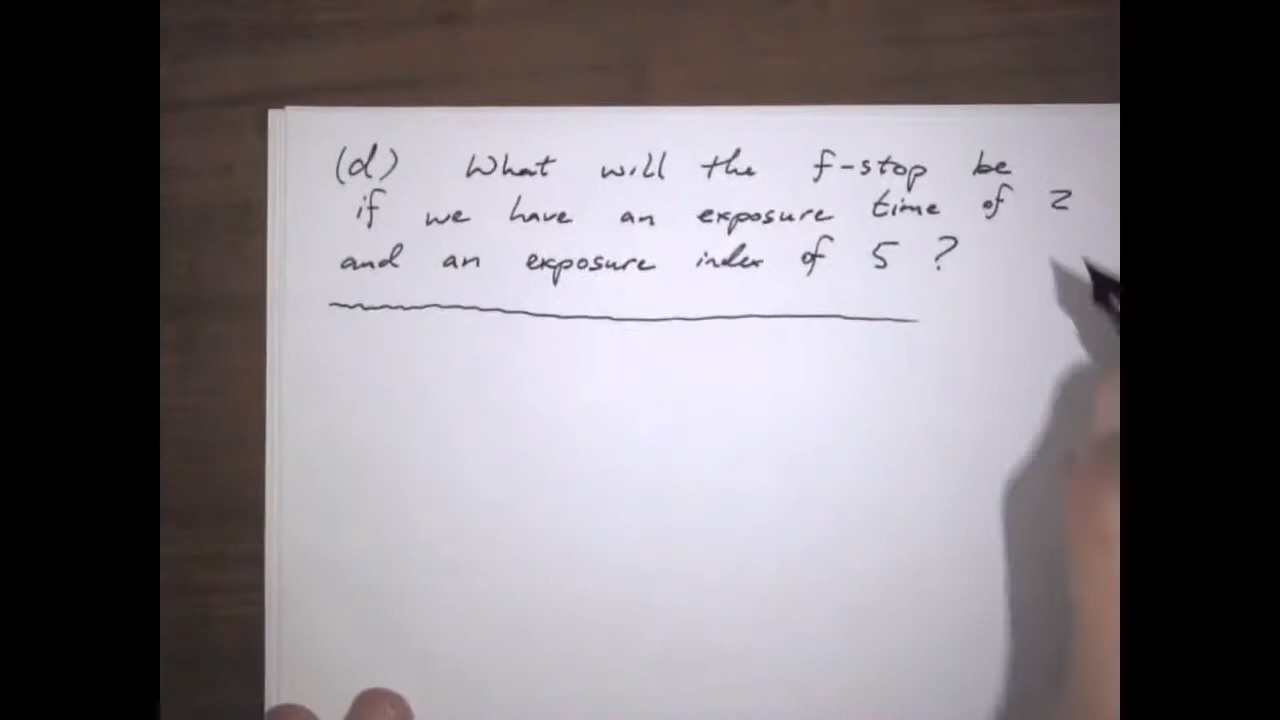 (d) What will the f-stop be
if we have an exposure time of 2
and an exposure index of 5 ?